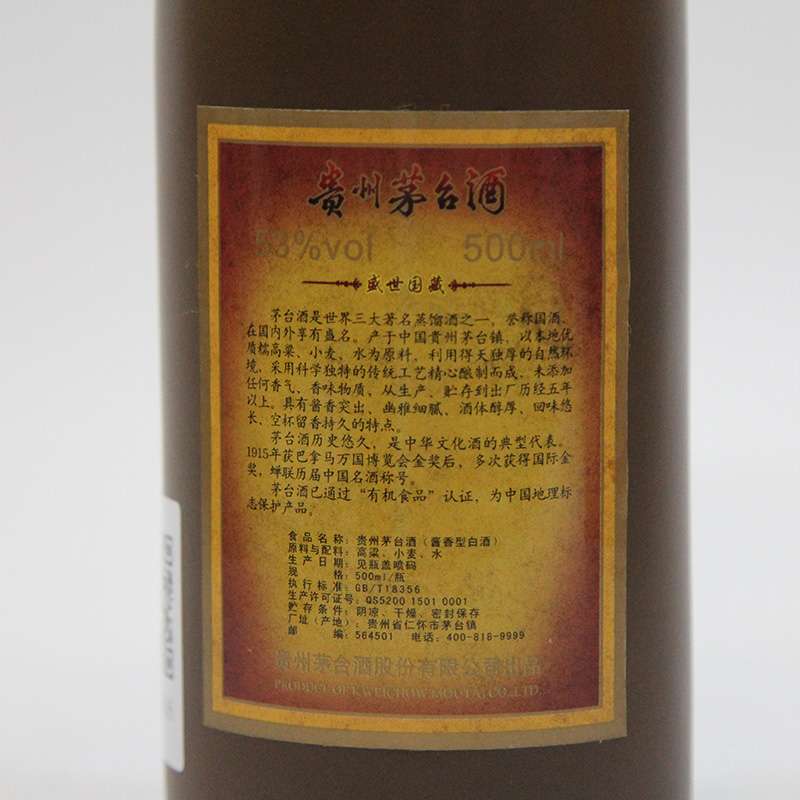 贵州茅台酒
53%vol 500ml
盛世国藏
茅台酒是世界三大著名蒸馏酒之一，誉称国酒、
在国内外享有盛名。产于中国贵州茅台镇，以本地优
质糯高粱、小麦、水为原料，利用得天独厚的自然环
境，采用科学独特的传统工艺精心酿制而成，未添加
任何香气、香味物质、从生产、贮存到出厂历经五年
以上。具有酱香突出、幽雅细腻、酒体醇厚、回味悠
长、空杯留香持久的特点。
茅台酒历史悠久，是中华文化酒的典型代表。
1915年获巴拿马万国博览会金奖后，多次获得国际金
奖，蝉联历届中国名酒称号。
茅台酒已通过“有机食品”认证，为中国地理标
志保护产品。
食品名称：贵州茅台酒（酱香型白酒）
原料与配料：高粱、小麦、水
生产日期：见瓶盖喷码
规格：500ml/瓶
执行标准：GB/T18356
生产许可证号：QS5200 1501 0001
贮存条件：阴凉、干燥、密封保存
厂址（产地）：贵州省仁怀市茅台镇
邮编：564501 电话：400-818-9999
贵州茅台酒股份有限公司出品
PRODUCE OF KWEICHOW MOUTAI CO.,LTD.